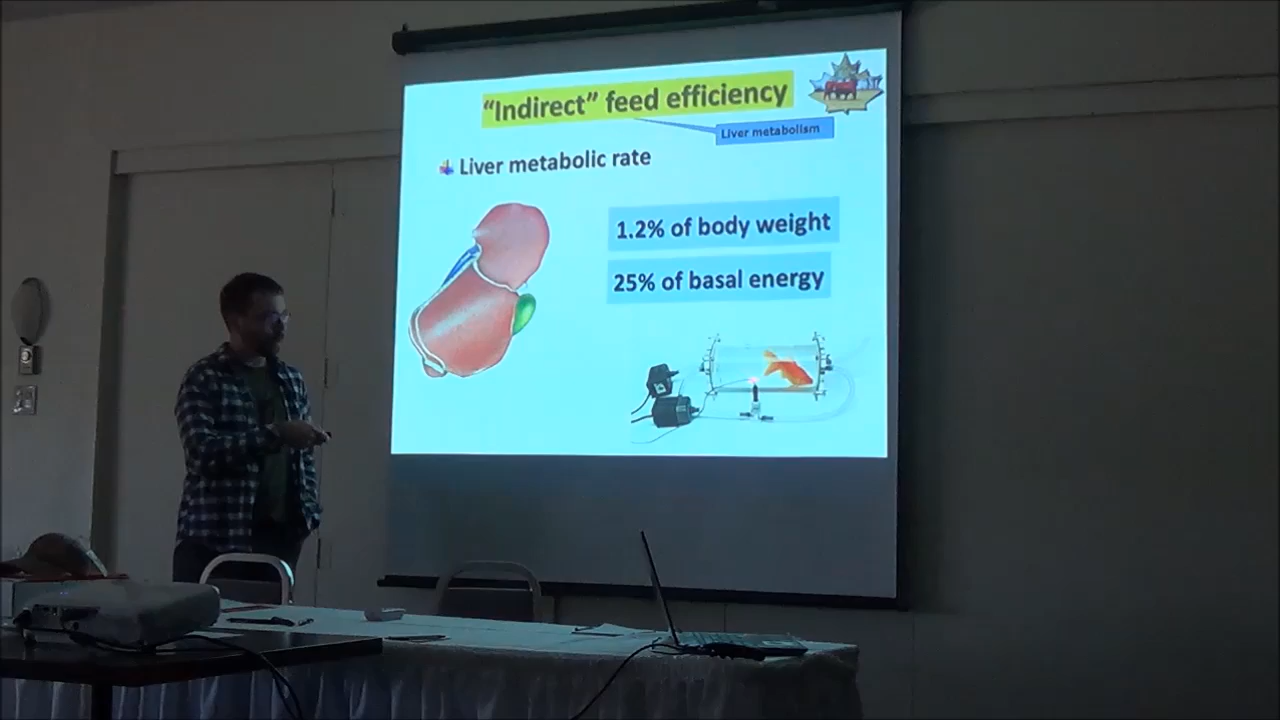 “Indirect” feed efficiency
Liver metabolism
Liver metabolic rate
1.2% of body weight
25% of basal energy